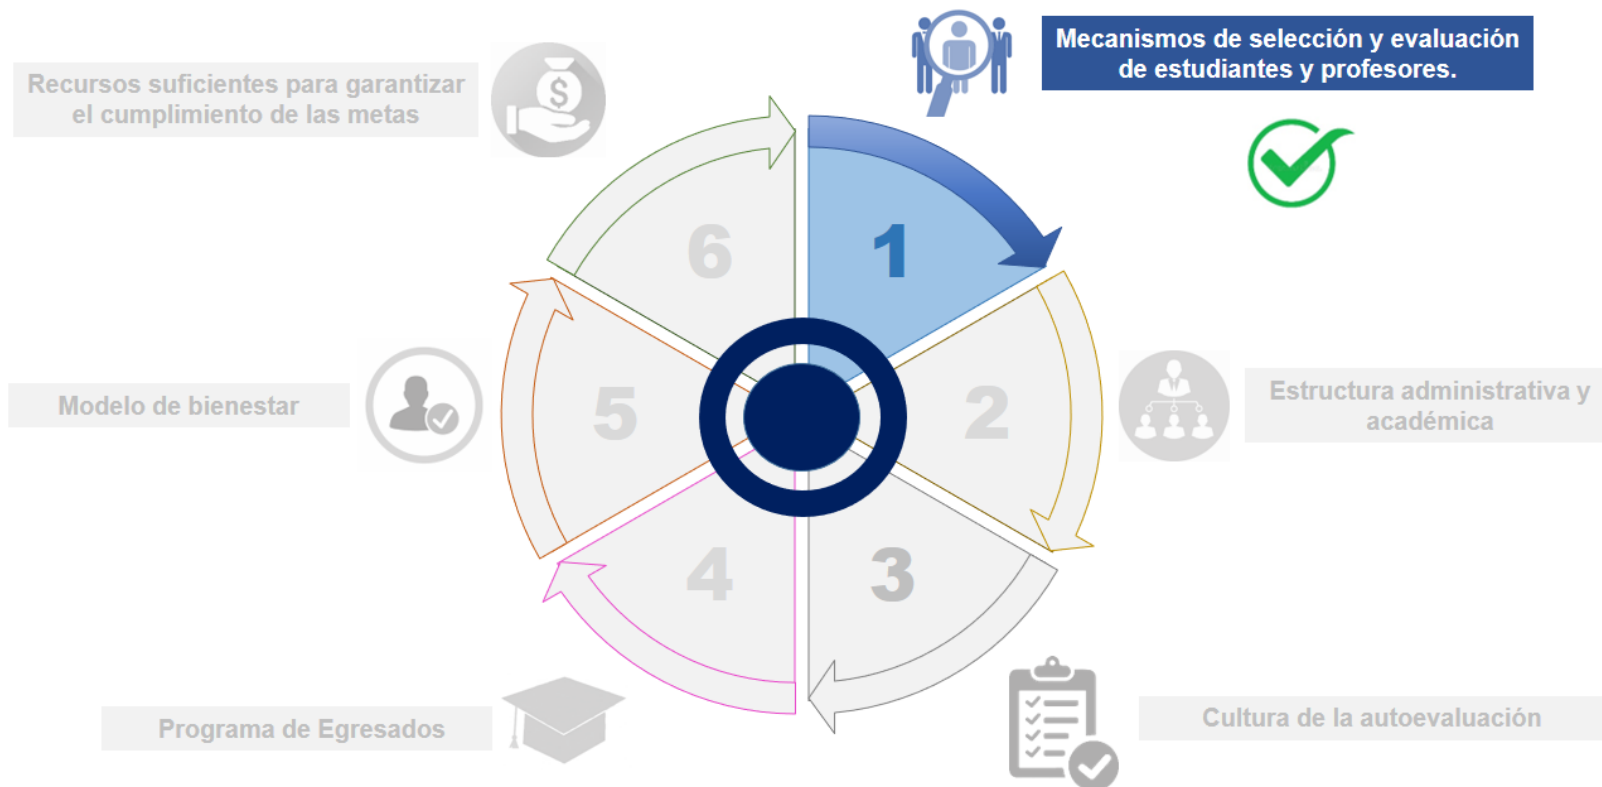 Mecanismos de selección y evaluación
de estudiantes y profesores.
Recursos suficientes para garantizar
el cumplimiento de las metas
$
6
1
Modelo de bienestar
5
2
Estructura administrativa y
académica
4
3
Programa de Egresados
Cultura de la autoevaluación